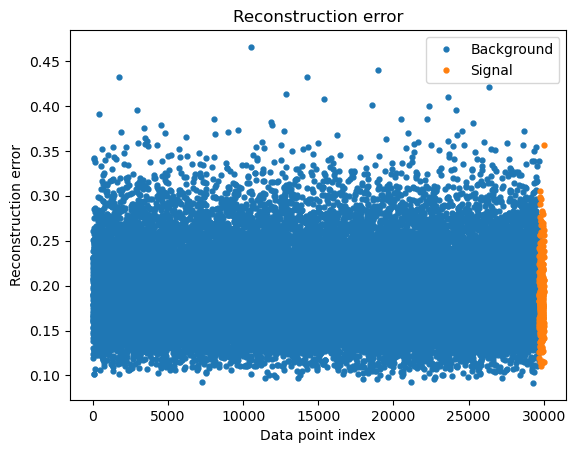 Reconstruction error
Background
Signal
Reconstruction error
0.45
0.40
0.35
0.30
0.25
0.20
0.15
0.10
0 5000 10000 15000 20000 25000 30000
Data point index